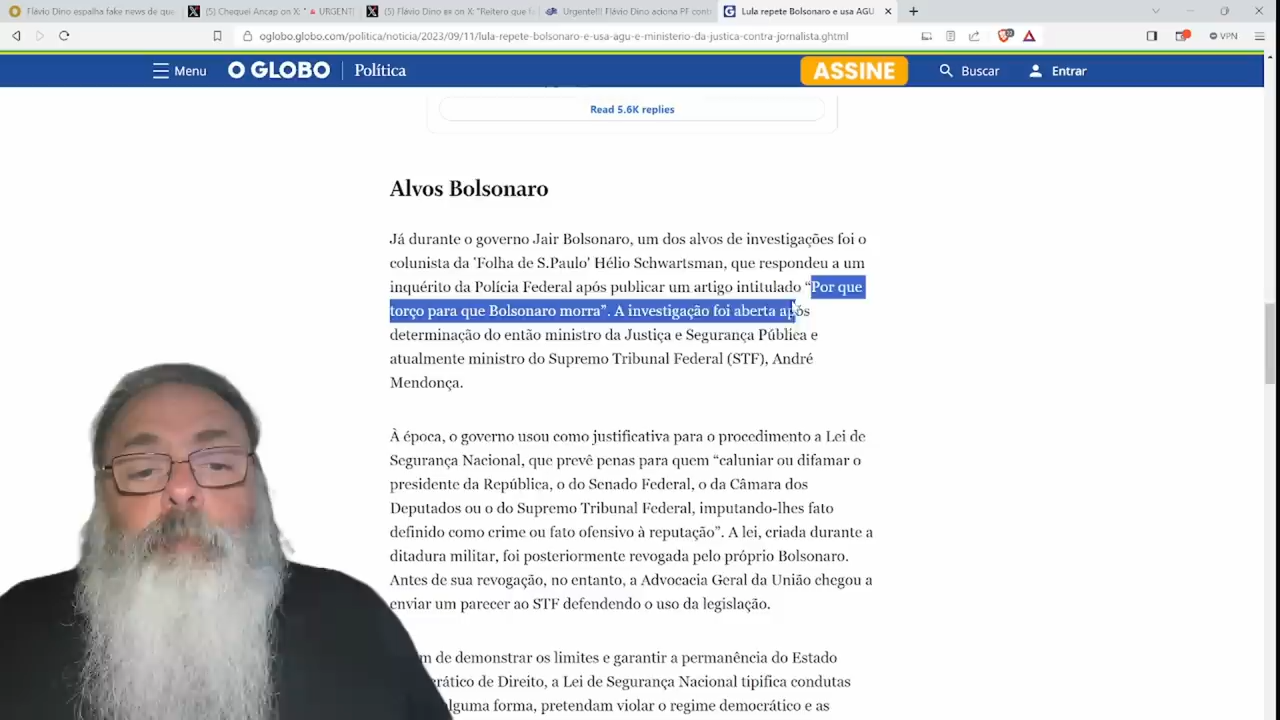 Flávio Dino espalha fake news de que
(5) Chequei Ancap on X: "🔺URGENT!
(5) Flávio Dino on X: "Reitero que f
Urgente!!! Flávio Dino aciona PF cont
Lula repete Bolsonaro e usa AGU
oglobo.globo.com/politica/noticia/2023/09/11/lula-repete-bolsonaro-e-usa-agu-e-ministerio-da-justica-contra-jornalista.ghtml
VPN
Menu
O GLOBO
Política
ASSINE
Buscar
Entrar
Read 5.6K replies
Alvos Bolsonaro
Já durante o governo Jair Bolsonaro, um dos alvos de investigações foi o
colunista da 'Folha de S.Paulo' Hélio Schwartsman, que respondeu a um
inquérito da Polícia Federal após publicar um artigo intitulado “Por que
torço para que Bolsonaro morra”. A investigação foi aberta após
determinação do então ministro da Justiça e Segurança Pública e
atualmente ministro do Supremo Tribunal Federal (STF), André
Mendonça.
À época, o governo usou como justificativa para o procedimento a Lei de
Segurança Nacional, que prevê penas para quem “caluniar ou difamar o
presidente da República, o do Senado Federal, o da Câmara dos
Deputados ou o do Supremo Tribunal Federal, imputando-lhes fato
definido como crime ou fato ofensivo à reputação”. A lei, criada durante a
ditadura militar, foi posteriormente revogada pelo próprio Bolsonaro.
Antes de sua revogação, no entanto, a Advocacia Geral da União chegou a
enviar um parecer ao STF defendendo o uso da legislação.
de demonstrar os limites e garantir a permanência do Estado
de Direito, a Lei de Segurança Nacional tipifica condutas
alguma forma, pretendam violar o regime democrático e as